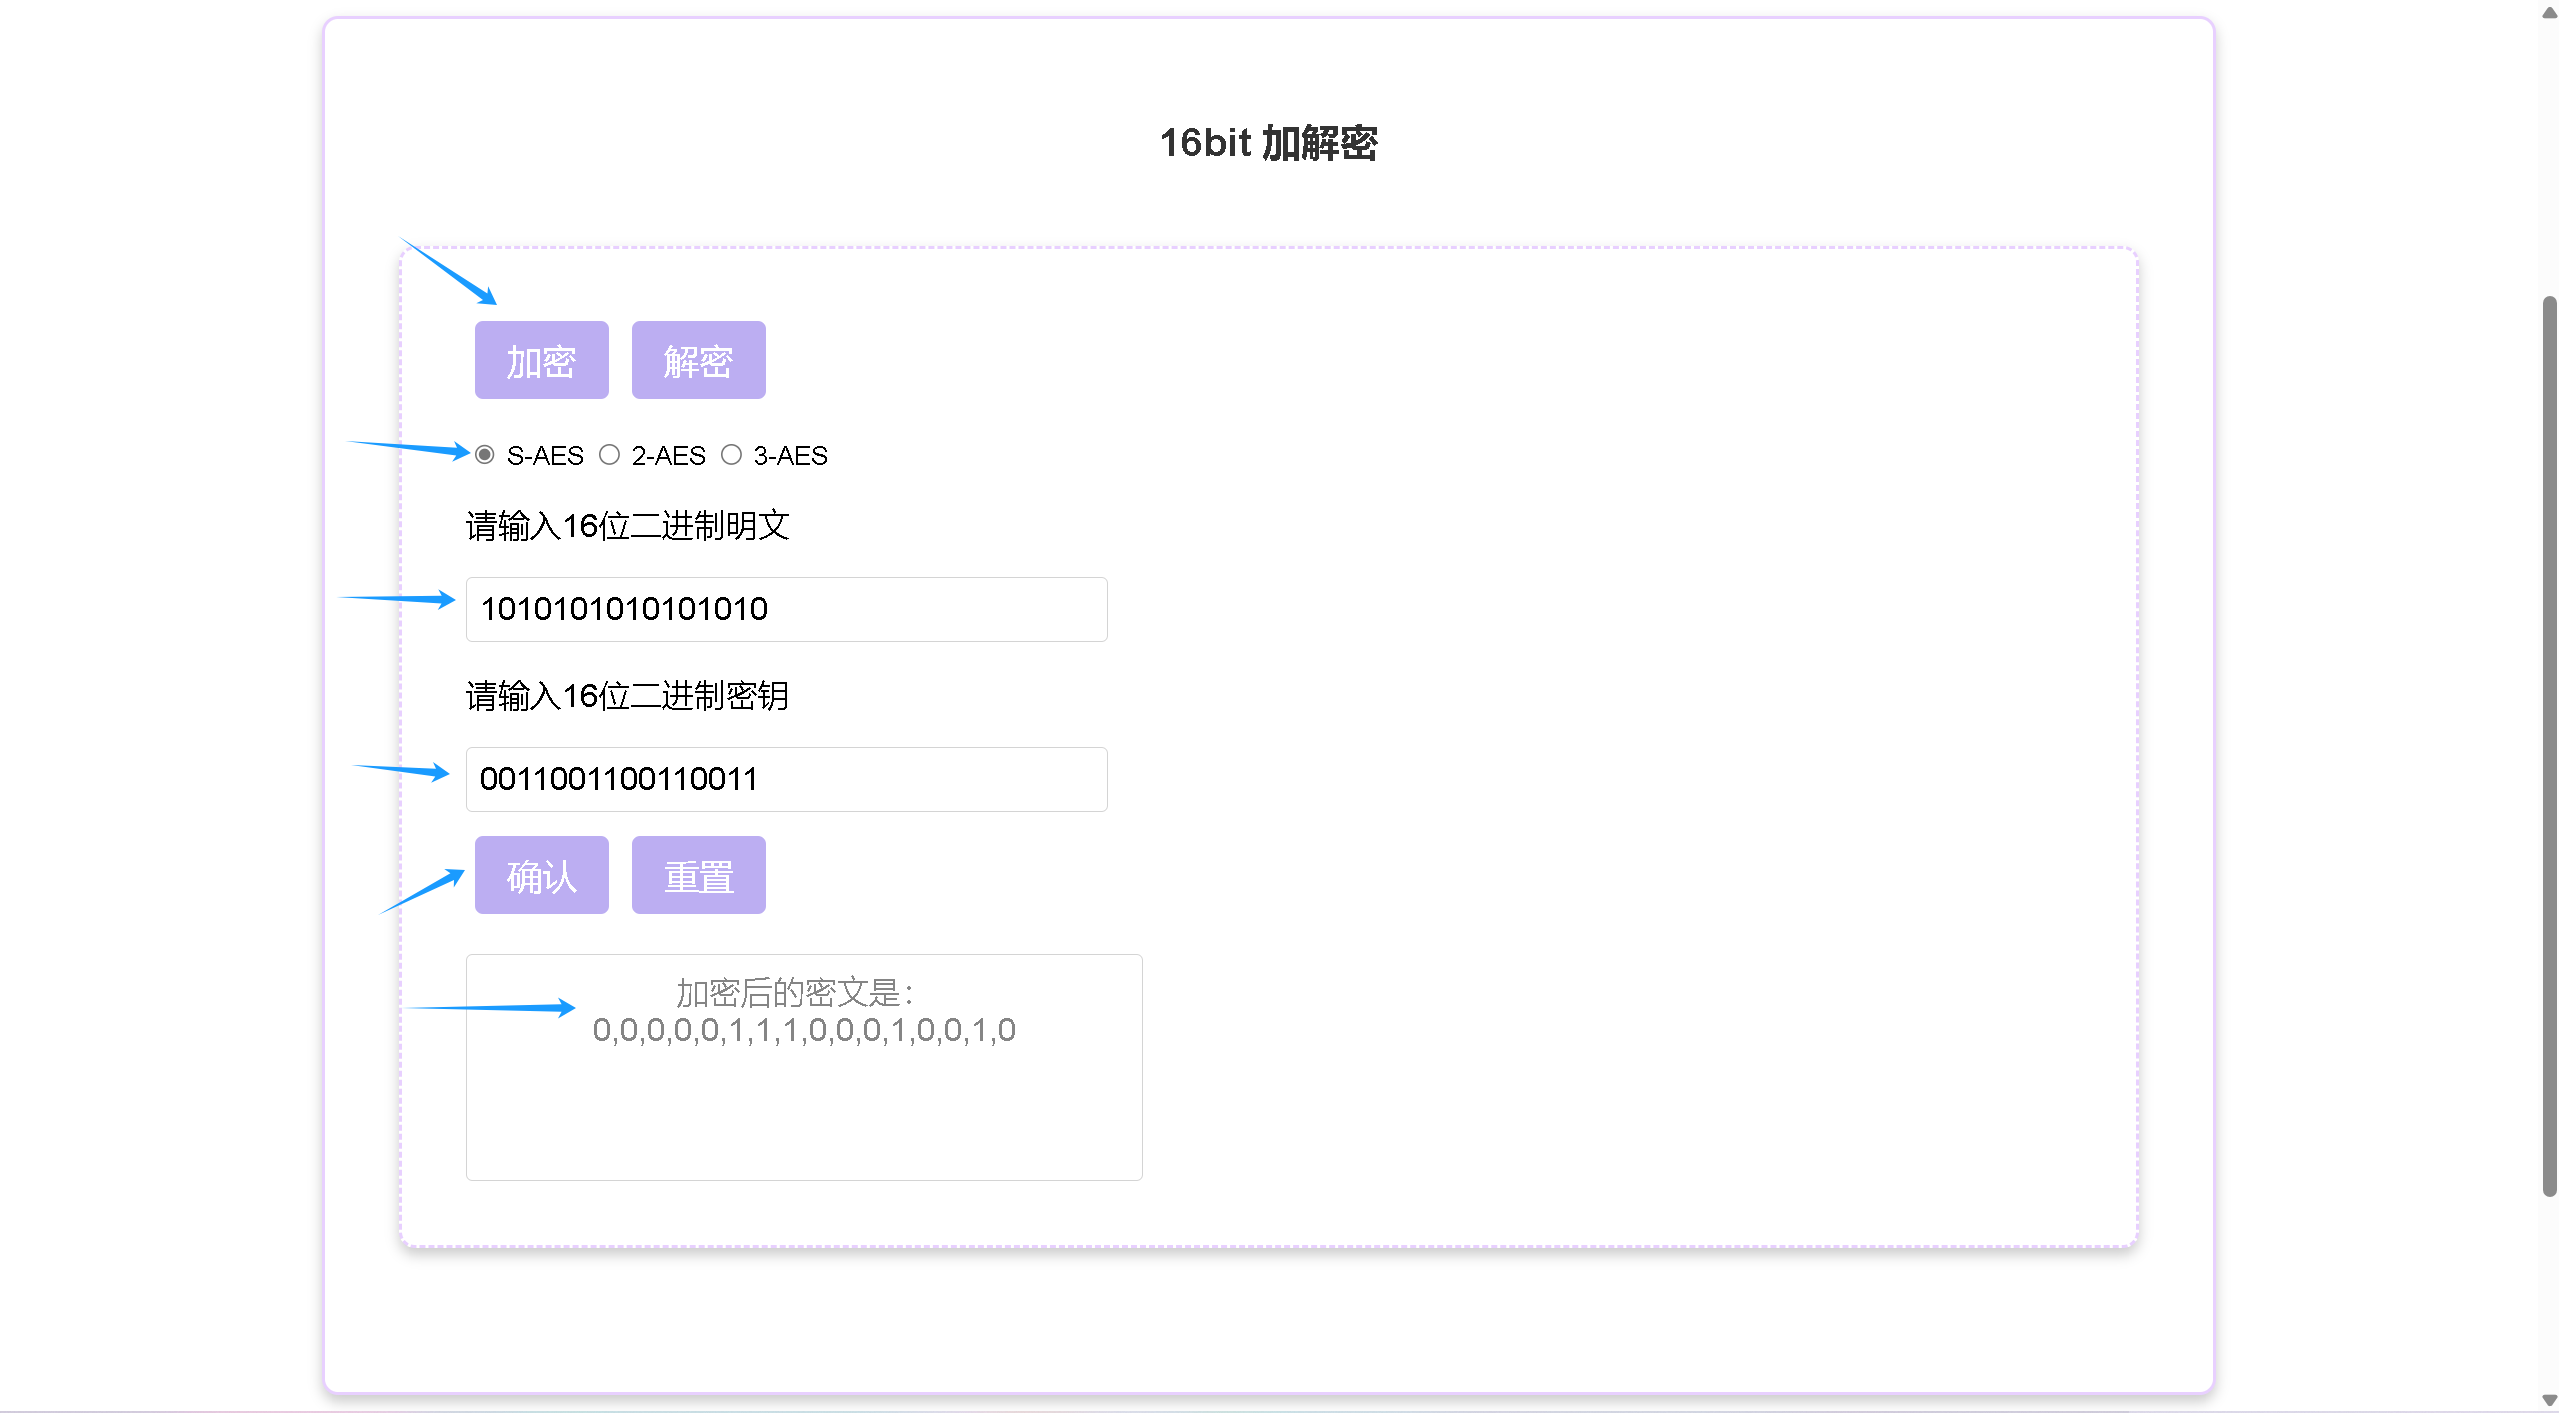 16bit 加解密
加密 解密
S-AES 2-AES 3-AES
请输入16位二进制明文
1010101010101010
请输入16位二进制密钥
0011001100110011
确认 重置
加密后的密文是：
0,0,0,0,0,1,1,1,0,0,0,1,0,0,1,0